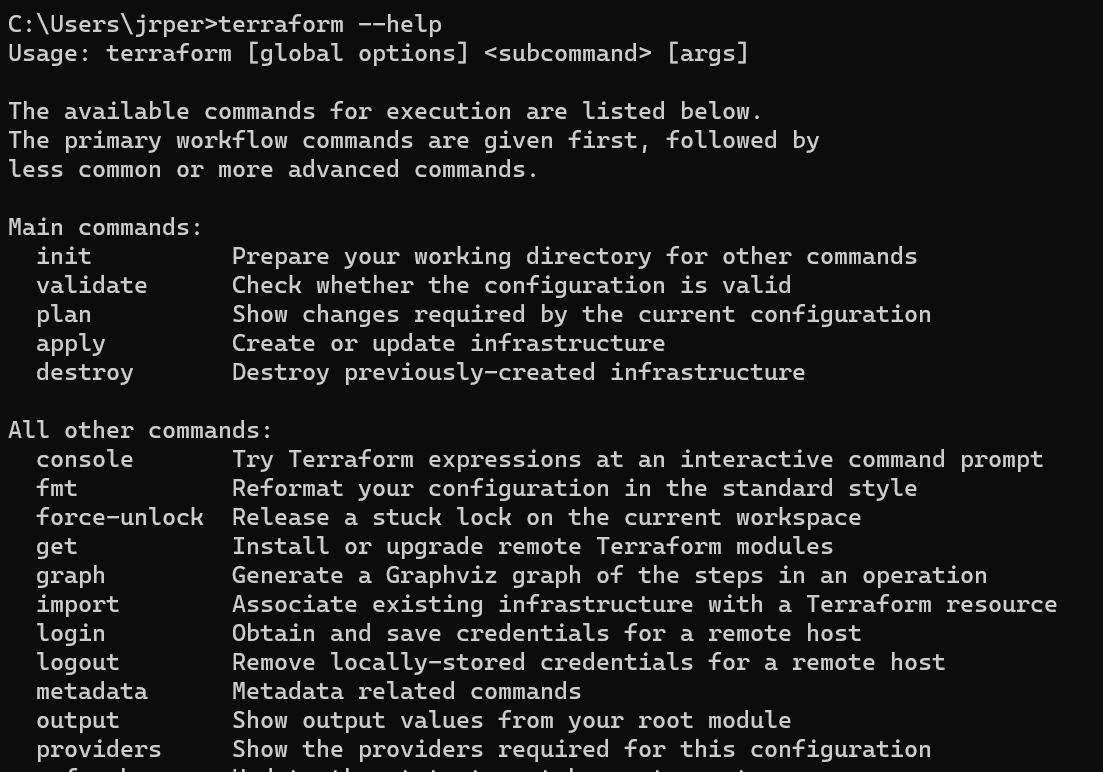 C:\Users\jrper>terraform --help
Usage: terraform [global options] <subcommand> [args]

The available commands for execution are listed below.
The primary workflow commands are given first, followed by
less common or more advanced commands.

Main commands:
  init          Prepare your working directory for other commands
  validate      Check whether the configuration is valid
  plan          Show changes required by the current configuration
  apply         Create or update infrastructure
  destroy       Destroy previously-created infrastructure

All other commands:
  console       Try Terraform expressions at an interactive command prompt
  fmt           Reformat your configuration in the standard style
  force-unlock  Release a stuck lock on the current workspace
  get           Install or upgrade remote Terraform modules
  graph         Generate a Graphviz graph of the steps in an operation
  import        Associate existing infrastructure with a Terraform resource
  login         Obtain and save credentials for a remote host
  logout        Remove locally-stored credentials for a remote host
  metadata      Metadata related commands
  output        Show output values from your root module
  providers     Show the providers required for this configuration